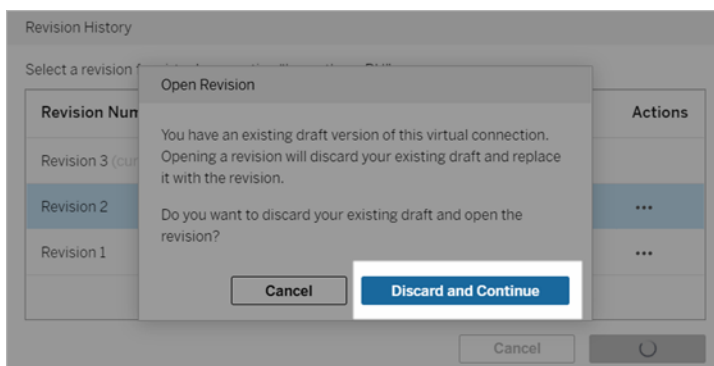 Revision History
Select a revision
Open Revision
Revision Num
Actions
You have an existing draft version of this virtual connection.
Opening a revision will discard your existing draft and replace
it with the revision.
Revision 3 (cur
Revision 2
•••
Do you want to discard your existing draft and open the
revision?
Revision 1
•••
Cancel
Discard and Continue
Cancel